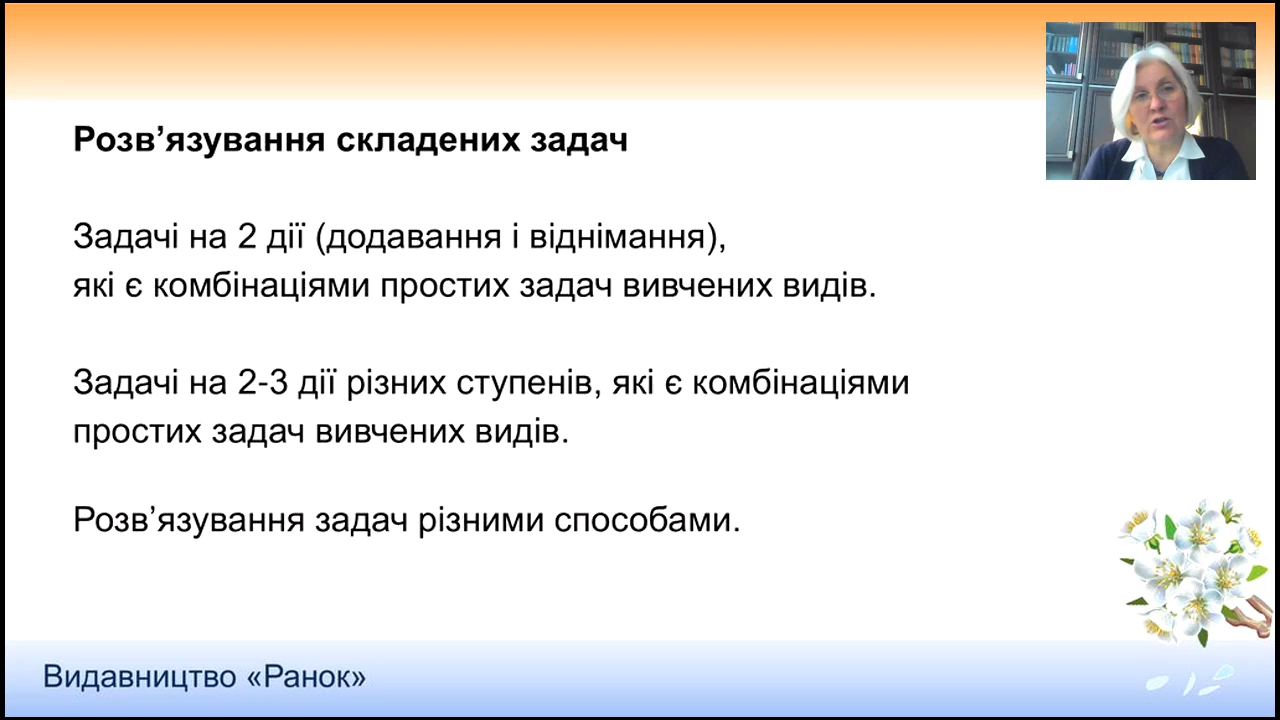 Розв’язування складених задач
Задачі на 2 дії (додавання і віднімання),
які є комбінаціями простих задач вивчених видів.
Задачі на 2-3 дії різних ступенів, які є комбінаціями
простих задач вивчених видів.
Розв’язування задач різними способами.
Видавництво «Ранок»